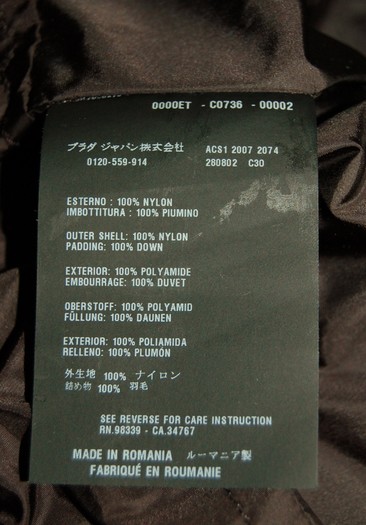 0000ET - C0736 - 00002
プラダ ジャパン株式会社 ACS1 2007 2074
0120-559-914 280802 C30
ESTERNO : 100% NYLON
IMBOTTITURA : 100% PIUMINO
OUTER SHELL: 100% NYLON
PADDING: 100% DOWN
EXTERIOR: 100% POLYAMIDE
EMBOURRAGE: 100% DUVET
OBERSTOFF: 100% POLYAMID
FÜLLUNG: 100% DAUNEN
EXTERIOR: 100% POLIAMIDA
RELLENO: 100% PLUMÓN
外生地 100% ナイロン
詰め物 100% 羽毛
SEE REVERSE FOR CARE INSTRUCTION
RN.98339 - CA.34767
MADE IN ROMANIA ルーマニア製
FABRIQUÉ EN ROUMANIE